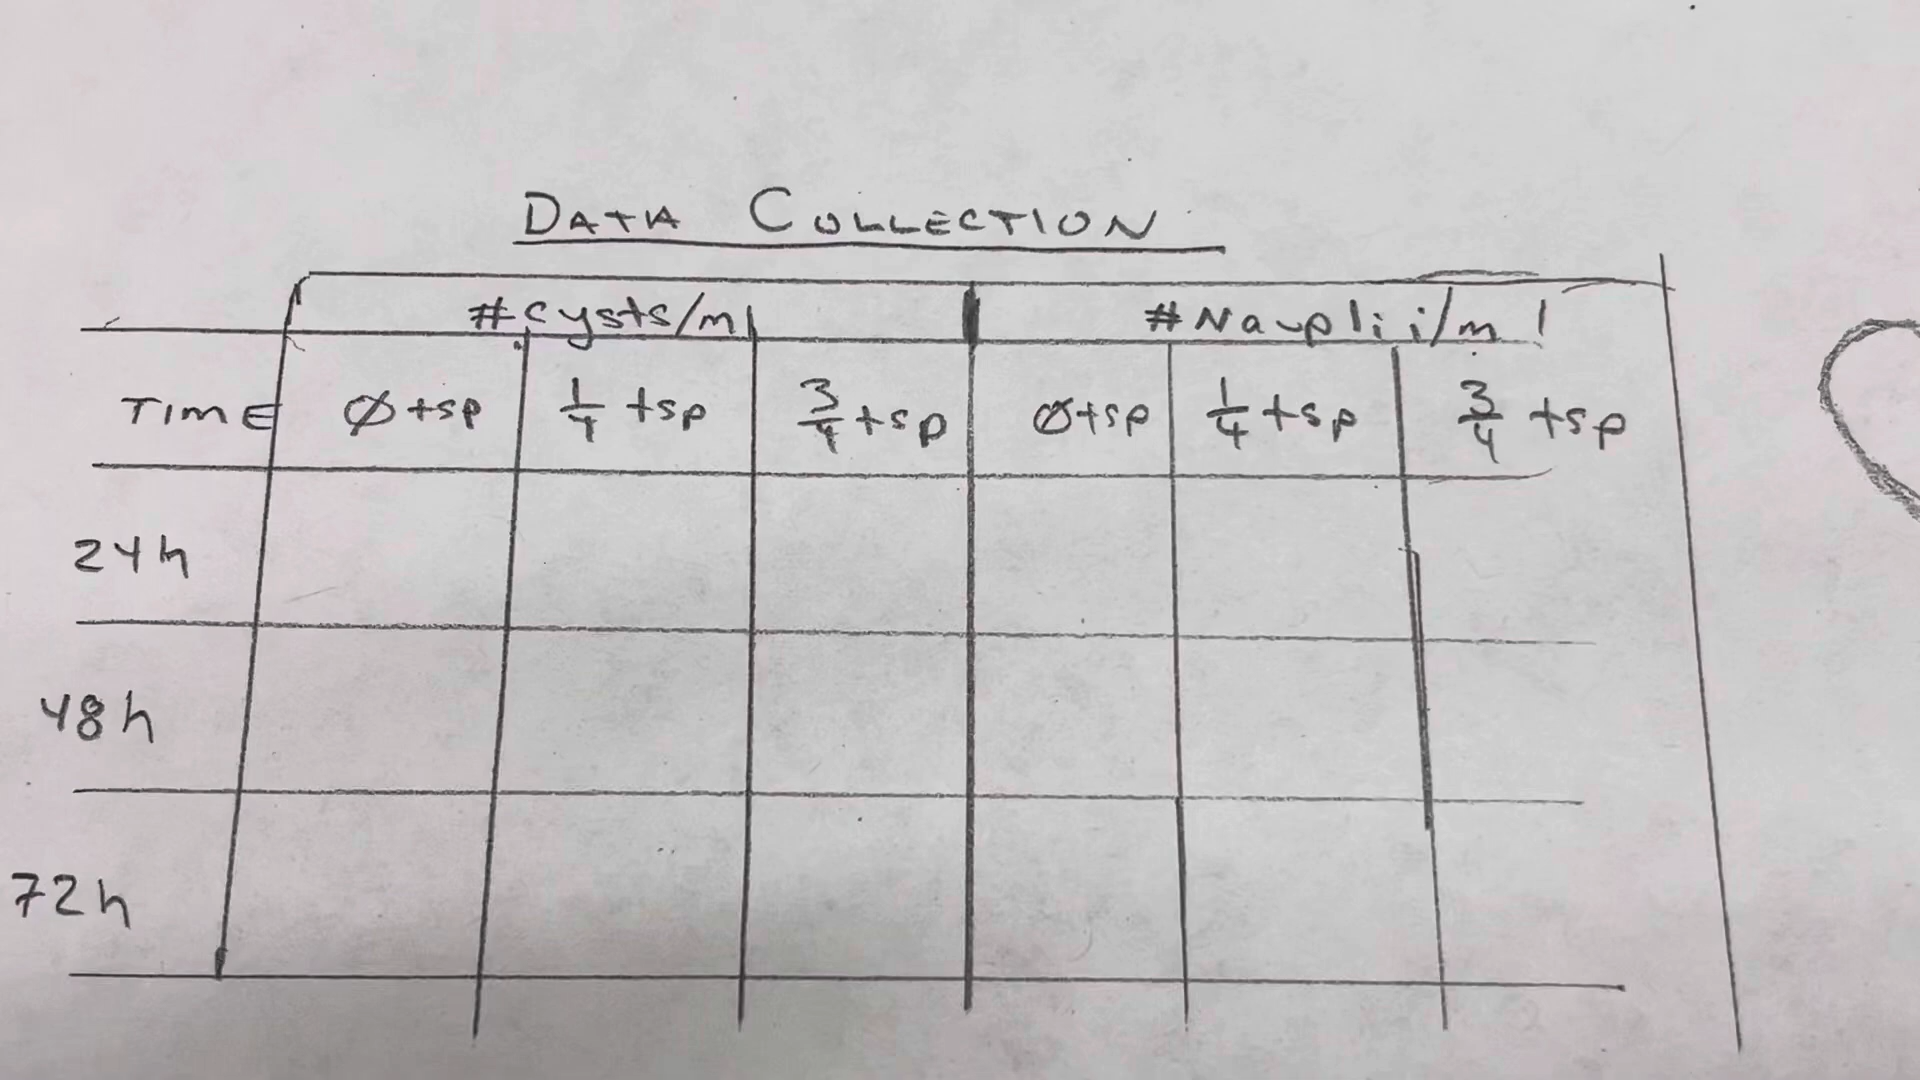 DATA COLLECTION
#Cysts/ml #Nauplii/ml
TIME Ø tsp 1/4 tsp 3/4 tsp Ø tsp 1/4 tsp 3/4 tsp
24h
48h
72h